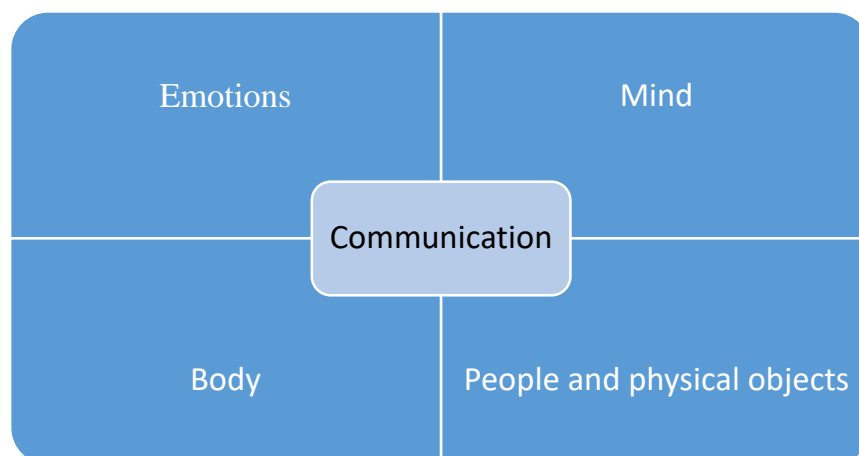 Emotions
Mind
Communication
Body
People and physical objects